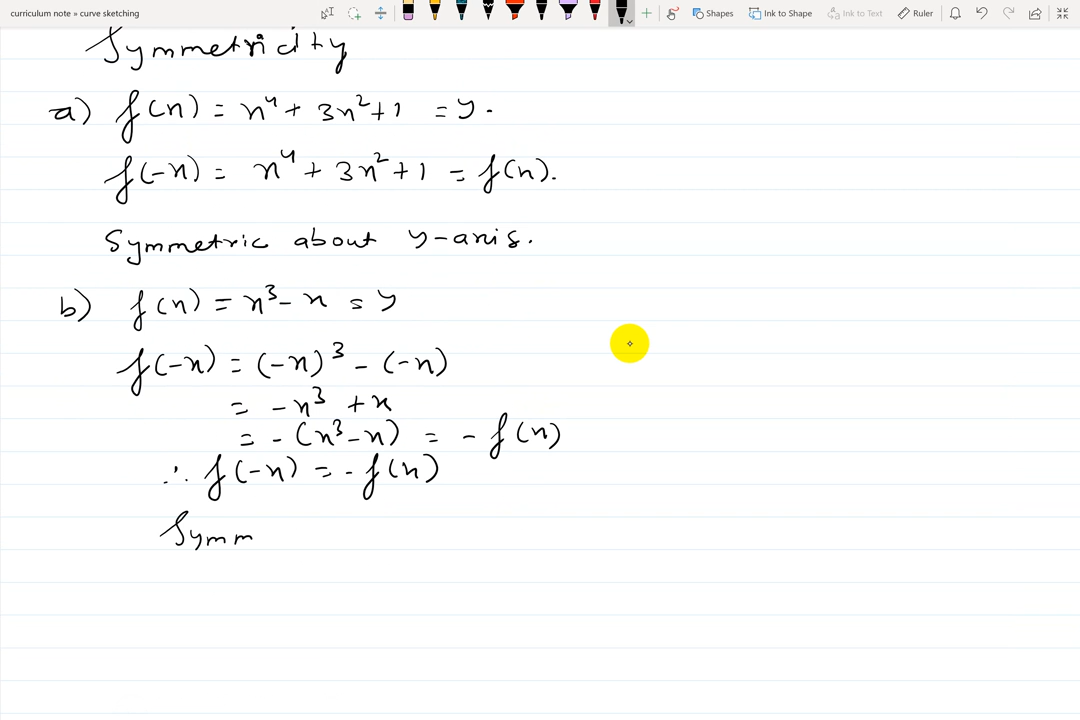 curriculum note » curve sketching
Shapes Ink to Shape Ink to Text Ruler
Symmetricity
a) f(x) = x⁴ + 3x² + 1 = y.
f(-x) = x⁴ + 3x² + 1 = f(x).
Symmetric about y-axis.
b) f(x) = x³ - x = y
f(-x) = (-x)³ - (-x)
= -x³ + x
= -(x³ - x) = -f(x)
∴ f(-x) = -f(x)
Symm